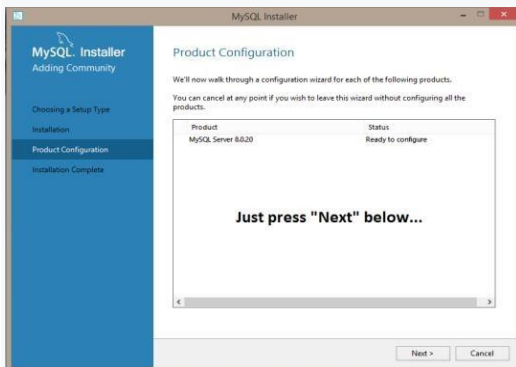 MySQL Installer
MySQL. Installer
Adding Community
Choosing a Setup Type
Installation
Product Configuration
Installation Complete
Product Configuration
We'll now walk through a configuration wizard for each of the following products.
You can cancel at any point if you wish to leave this wizard without configuring all the
products.
Product Status
MySQL Server 8.0.20 Ready to configure
Just press "Next" below...
Next > Cancel